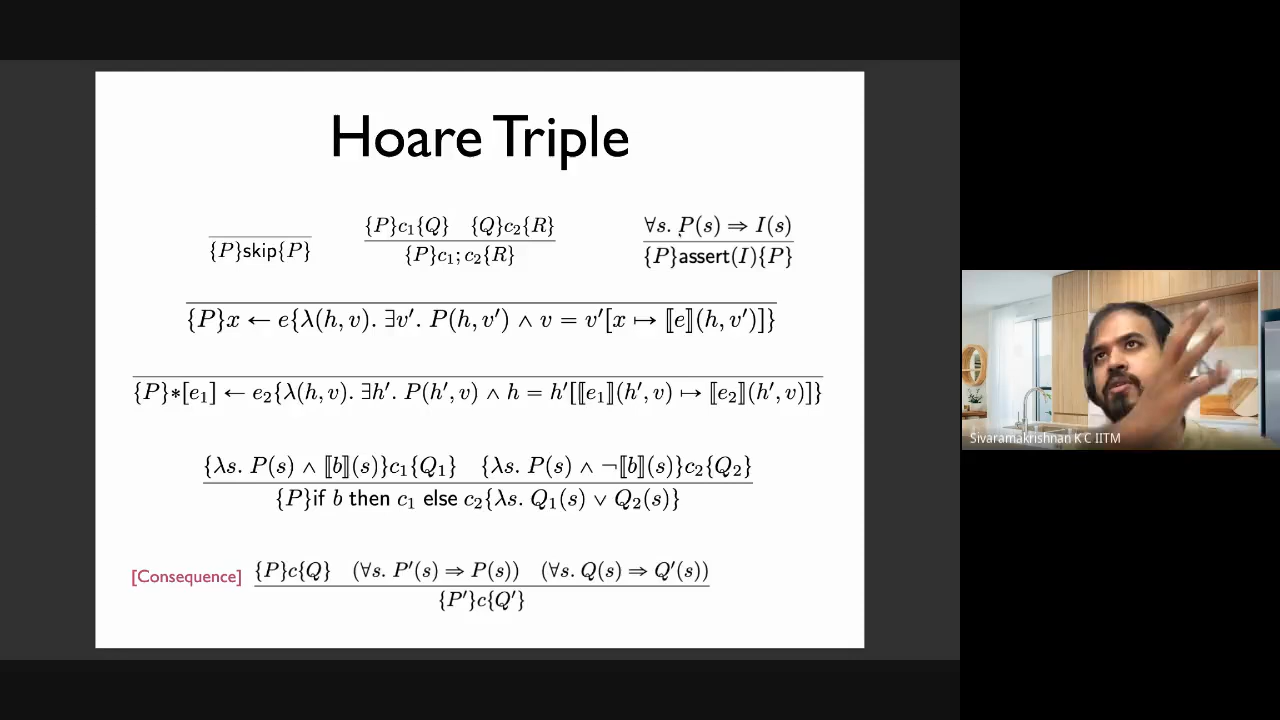 Hoare Triple
{P}skip{P}
{P}c₁{Q} {Q}c₂{R}
{P}c₁; c₂{R}
∀s. P(s) ⇒ I(s)
{P}assert(I){P}
{P}x ← e{λ(h, v). ∃v′. P(h, v′) ∧ v = v′[x ↦ ⟦e⟧(h, v′)]}
{P}*[e₁] ← e₂{λ(h, v). ∃h′. P(h′, v) ∧ h = h′[⟦e₁⟧(h′, v) ↦ ⟦e₂⟧(h′, v)]}
{λs. P(s) ∧ ⟦b⟧(s)}c₁{Q₁} {λs. P(s) ∧ ¬⟦b⟧(s)}c₂{Q₂}
{P}if b then c₁ else c₂{λs. Q₁(s) ∨ Q₂(s)}
[Consequence]
{P}c{Q} (∀s. P′(s) ⇒ P(s)) (∀s. Q(s) ⇒ Q′(s))
{P′}c{Q′}
Sivaramakrishnan K C IITM